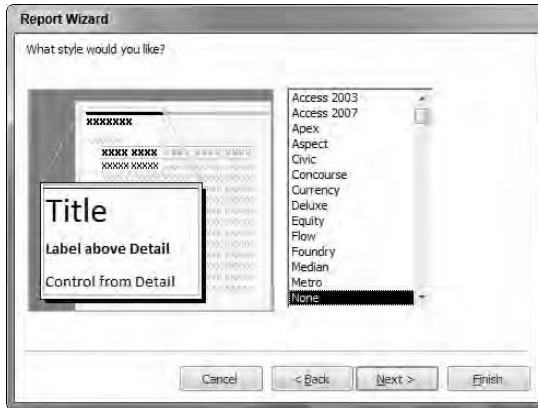 Report Wizard
What style would you like?
XXXXXXX
XXXX XXXX
XXXXX XXXXX
Title
Label above Detail
Control from Detail
Access 2003
Access 2007
Apex
Aspect
Civic
Concourse
Currency
Deluxe
Equity
Flow
Foundry
Median
Metro
None
Cancel
< Back
Next >
Finish